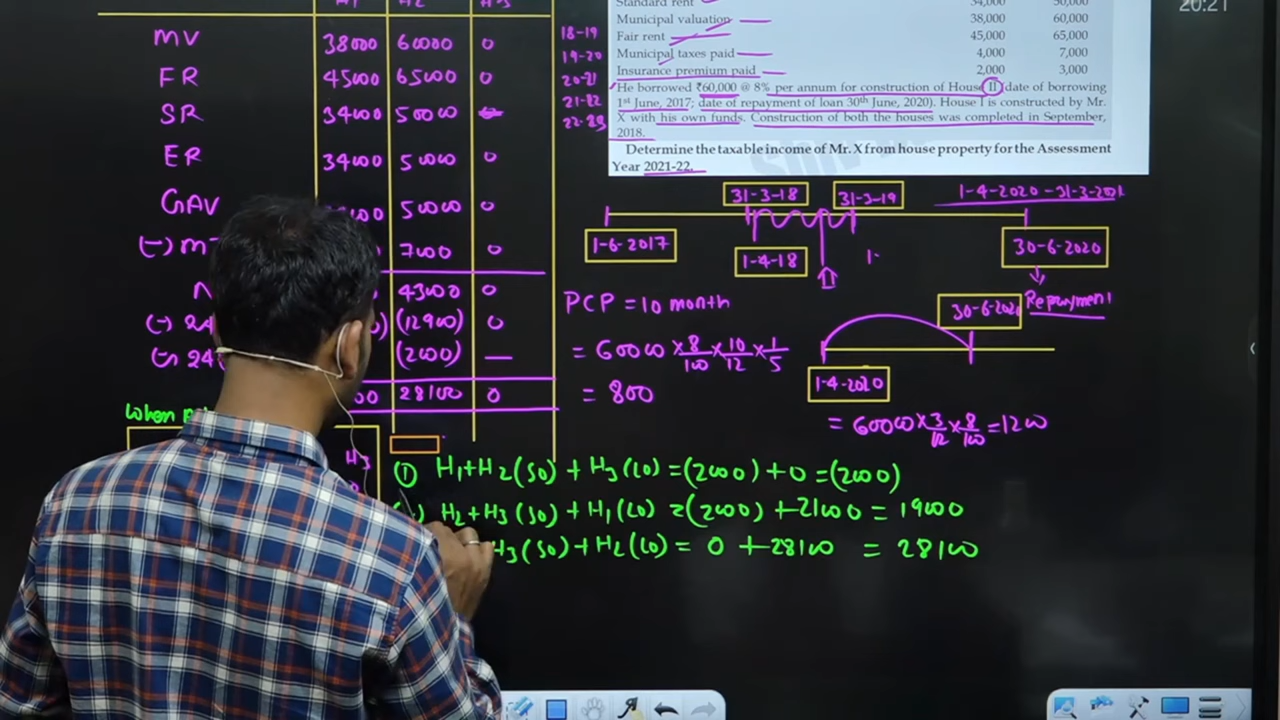 20:21
Standard rent 34,000 50,000
Municipal valuation 38,000 60,000
Fair rent 45,000 65,000
Municipal taxes paid 4,000 7,000
Insurance premium paid 2,000 3,000
He borrowed ₹60,000 @ 8% per annum for construction of House II (date of borrowing
1st June, 2017; date of repayment of loan 30th June, 2020). House I is constructed by Mr.
X with his own funds. Construction of both the houses was completed in September,
2018.
Determine the taxable income of Mr. X from house property for the Assessment
Year 2021-22.
MV 38000 60000 0
FR 45000 65000 0
SR 34000 50000
ER 34000 50000 0
GAV 50000 0
(-) 7000 0
43000 0
(-) (12900) 0
(-) (2000) —
28100 0
18-19
19-20
20-21
21-22
22-23
31-3-18 31-3-19 1-4-2020 - 31-3-2021
1-6-2017 1-4-18 1- 30-6-2020
Repayment
PCP = 10 month
= 60000 × 8/100 × 10/12 × 1/5
= 800
30-6-2020
1-4-2020
= 60000 × 3/12 × 8/100 = 1200
When
H3
① H1+H2(SO) + H3(LO) = (2000) + 0 = (2000)
H2+H3(SO) + H1(LO) = (2000) + 21000 = 19000
H3(SO) + H2(LO) = 0 + 28100 = 28100